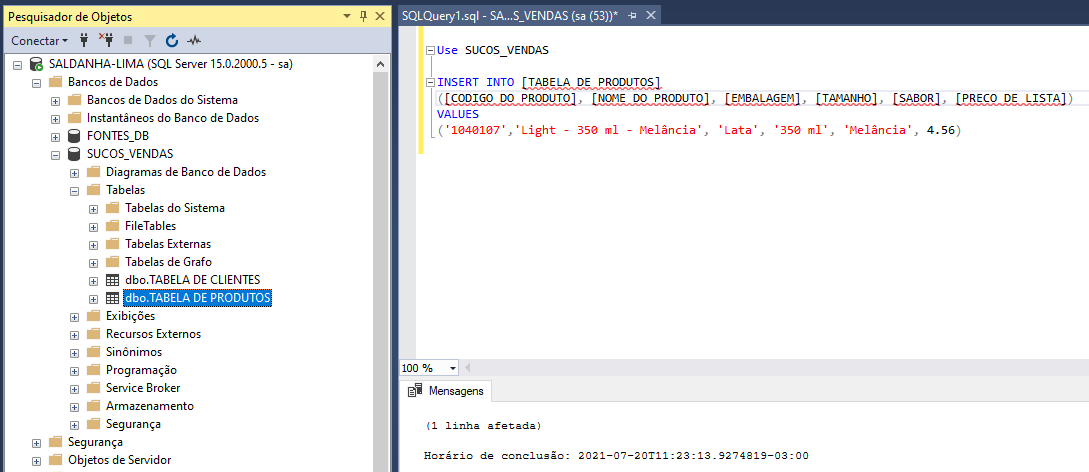 Pesquisador de Objetos
Conectar
SALDANHA-LIMA (SQL Server 15.0.2000.5 - sa)
Bancos de Dados
Bancos de Dados do Sistema
Instantâneos do Banco de Dados
FONTES_DB
SUCOS_VENDAS
Diagramas de Banco de Dados
Tabelas
Tabelas do Sistema
FileTables
Tabelas Externas
Tabelas de Grafo
dbo.TABELA DE CLIENTES
dbo.TABELA DE PRODUTOS
Exibições
Recursos Externos
Sinônimos
Programação
Service Broker
Armazenamento
Segurança
Segurança
Objetos de Servidor
SQLQuery1.sql - SA...S_VENDAS (sa (53))*
Use SUCOS_VENDAS
INSERT INTO [TABELA DE PRODUTOS]
([CODIGO DO PRODUTO], [NOME DO PRODUTO], [EMBALAGEM], [TAMANHO], [SABOR], [PRECO DE LISTA])
VALUES
('1040107','Light - 350 ml - Melância', 'Lata', '350 ml', 'Melância', 4.56)
100 %
Mensagens
(1 linha afetada)
Horário de conclusão: 2021-07-20T11:23:13.9274819-03:00